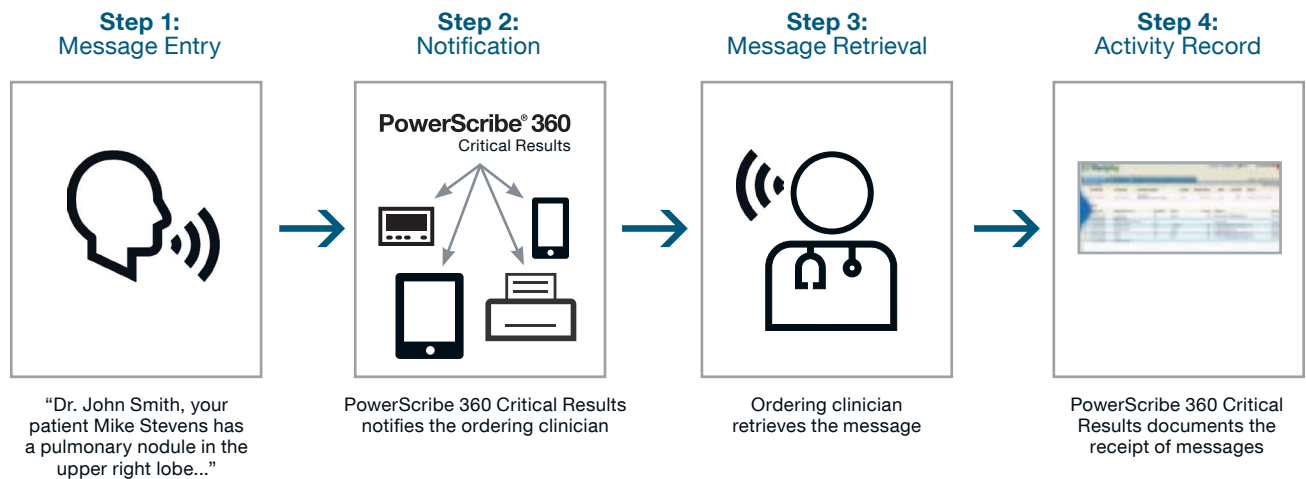 Step 1:
Message Entry
Step 2:
Notification
Step 3:
Message Retrieval
Step 4:
Activity Record
PowerScribe® 360
Critical Results
“Dr. John Smith, your
patient Mike Stevens has
a pulmonary nodule in the
upper right lobe...”
PowerScribe 360 Critical Results
notifies the ordering clinician
Ordering clinician
retrieves the message
PowerScribe 360 Critical
Results documents the
receipt of messages